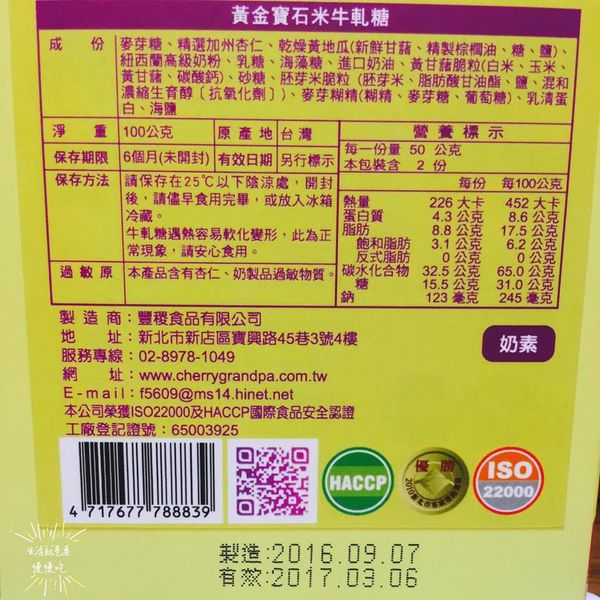 黃金寶石米牛軋糖
成份 麥芽糖、精選加州杏仁、乾燥黃地瓜(新鮮甘藷、精製棕櫚油、糖、鹽)、
紐西蘭高級奶粉、乳糖、海藻糖、進口奶油、黃甘藷脆粒(白米、玉米、
黃甘藷、碳酸鈣)、砂糖、胚芽米脆粒 (胚芽米、脂肪酸甘油酯、鹽、混和
濃縮生育醇〔抗氧化劑〕)、麥芽糊精(糊精、麥芽糖、葡萄糖)、乳清蛋
白、海鹽
淨重 100公克 原產地 台灣
保存期限 6個月(未開封) 有效日期 另行標示
保存方法 請保存在25℃以下陰涼處，開封
後，請儘早食用完畢，或放入冰箱
冷藏。
牛軋糖遇熱容易軟化變形，此為正
常現象，請安心食用。
過敏原 本產品含有杏仁、奶製品過敏物質。
營養標示
每一份量 50 公克
本包裝含 2 份
每份 每100公克
熱量 226 大卡 452 大卡
蛋白質 4.3 公克 8.6 公克
脂肪 8.8 公克 17.5 公克
飽和脂肪 3.1 公克 6.2 公克
反式脂肪 0 公克 0 公克
碳水化合物 32.5 公克 65.0 公克
糖 15.5 公克 31.0 公克
鈉 123 毫克 245 毫克
製造商：豐稷食品有限公司
地址：新北市新店區寶興路45巷3號4樓
服務專線：02-8978-1049
網址：www.cherrygrandpa.com.tw
E-mail：f5609@ms14.hinet.net
本公司榮獲ISO22000及HACCP國際食品安全認證
工廠登記證號：65003925
奶素
4 717677 788839
HACCP
優勝
ISO
22000
製造:2016.09.07
有效:2017.03.06
生活就是要
慢慢吃